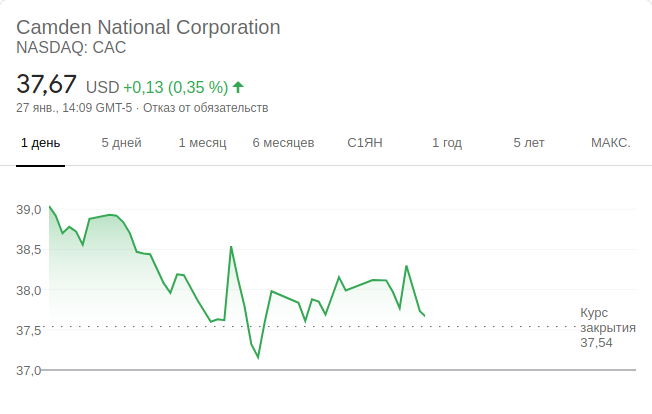 Camden National Corporation
NASDAQ: CAC
37,67 USD +0,13 (0,35 %)
27 янв., 14:09 GMT-5 · Отказ от обязательств
1 день 5 дней 1 месяц 6 месяцев С1ЯН 1 год 5 лет МАКС.
39,0
38,5
38,0
37,5
37,0
Курс
закрытия
37,54